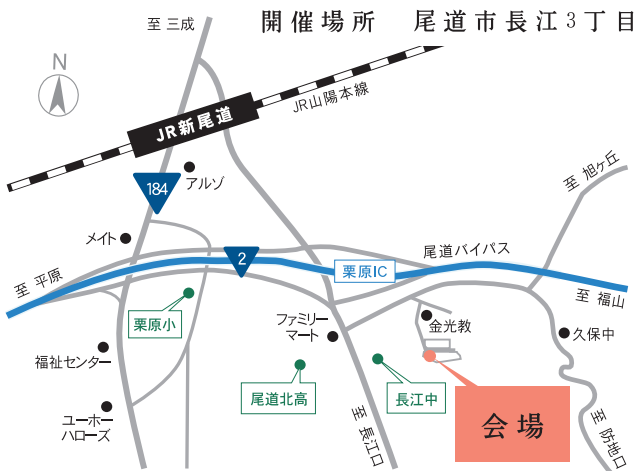 開催場所　尾道市長江3丁目
至 三成
N
JR新尾道
JR山陽本線
184
アルゾ
至 旭ヶ丘
メイト
2
栗原IC
尾道バイパス
至 平原
至 福山
栗原小
ファミリー
マート
金光教
久保中
福祉センター
尾道北高
長江中
会場
ユーホー
ハローズ
至 長江口
至 防地口